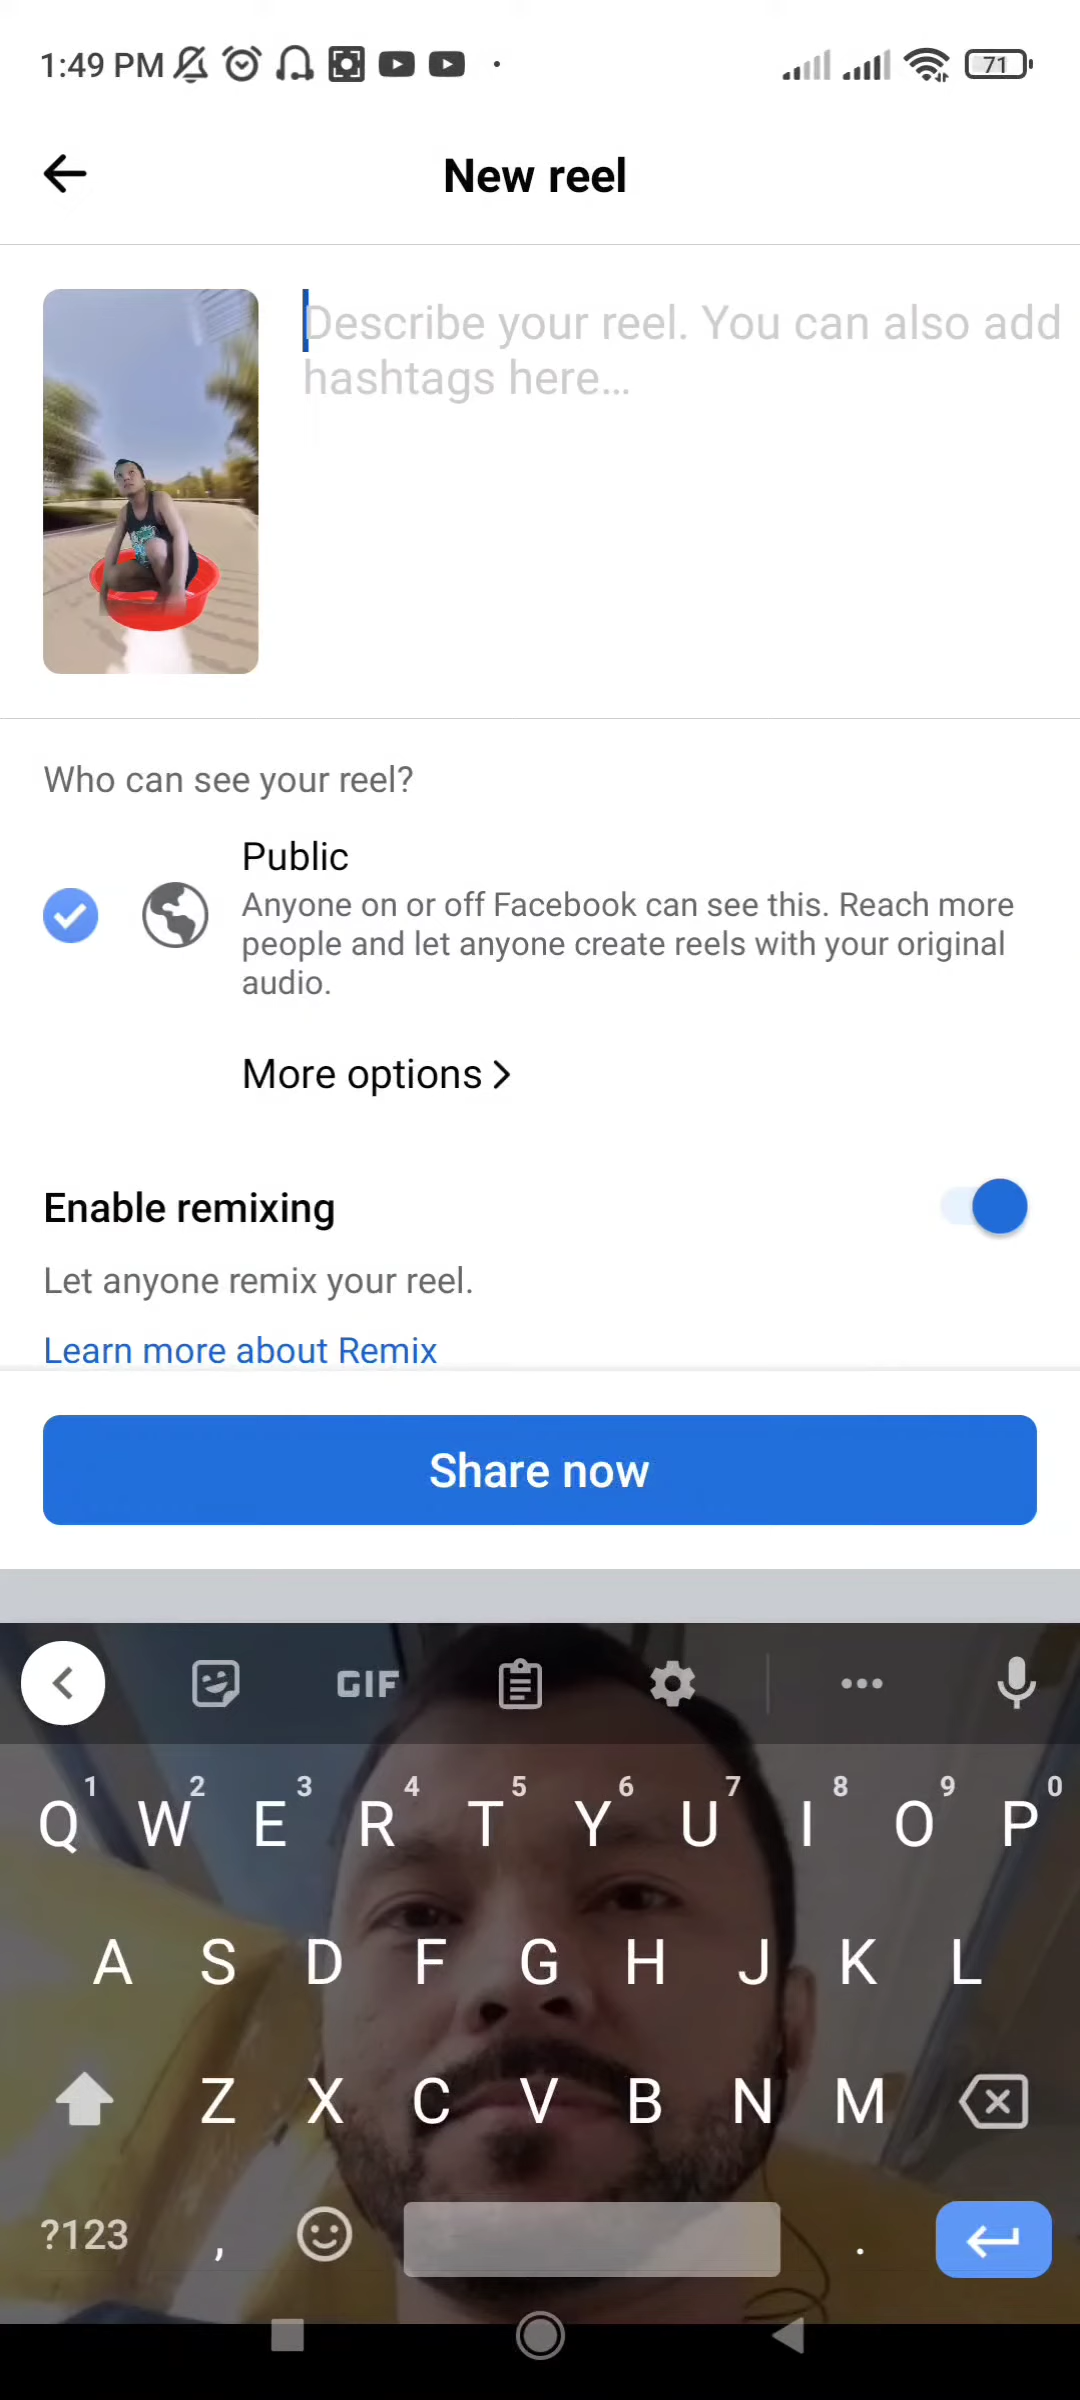 1:49 PM
71
New reel
Describe your reel. You can also add
hashtags here...
Who can see your reel?
Public
Anyone on or off Facebook can see this. Reach more
people and let anyone create reels with your original
audio.
More options
Enable remixing
Let anyone remix your reel.
Learn more about Remix
Share now
GIF
1 2 3 4 5 6 7 8 9 0
Q W E R T Y U I O P
A S D F G H J K L
Z X C V B N M
?123 , .